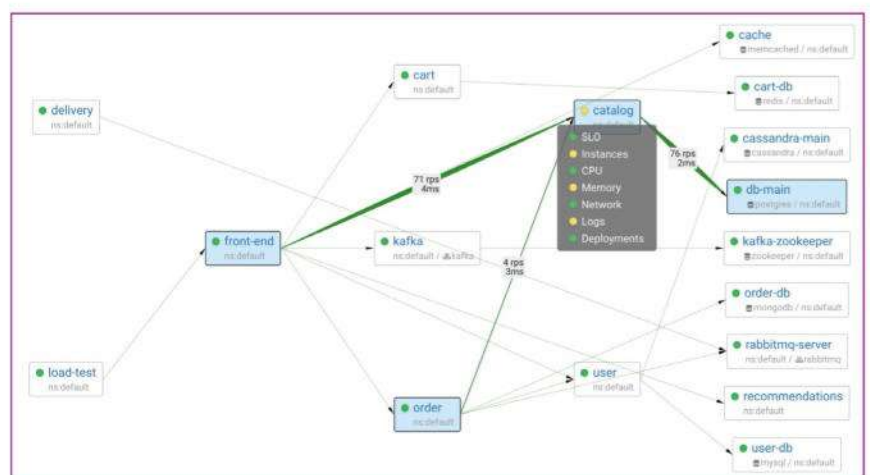 cache
memcached / ns:default
cart
ns:default
cart-db
redis / ns:default
delivery
ns:default
catalog
ns:default
SLO
Instances
CPU
Memory
Network
Logs
Deployments
cassandra-main
cassandra / ns:default
76 rps
2ms
71 rps
4ms
db-main
postgres / ns:default
front-end
ns:default
kafka
ns:default / kafka
kafka-zookeeper
zookeeper / ns:default
4 rps
3ms
order-db
mongodb / ns:default
rabbitmq-server
ns:default / rabbitmq
load-test
ns:default
user
ns:default
recommendations
ns:default
order
ns:default
user-db
mysql / ns:default